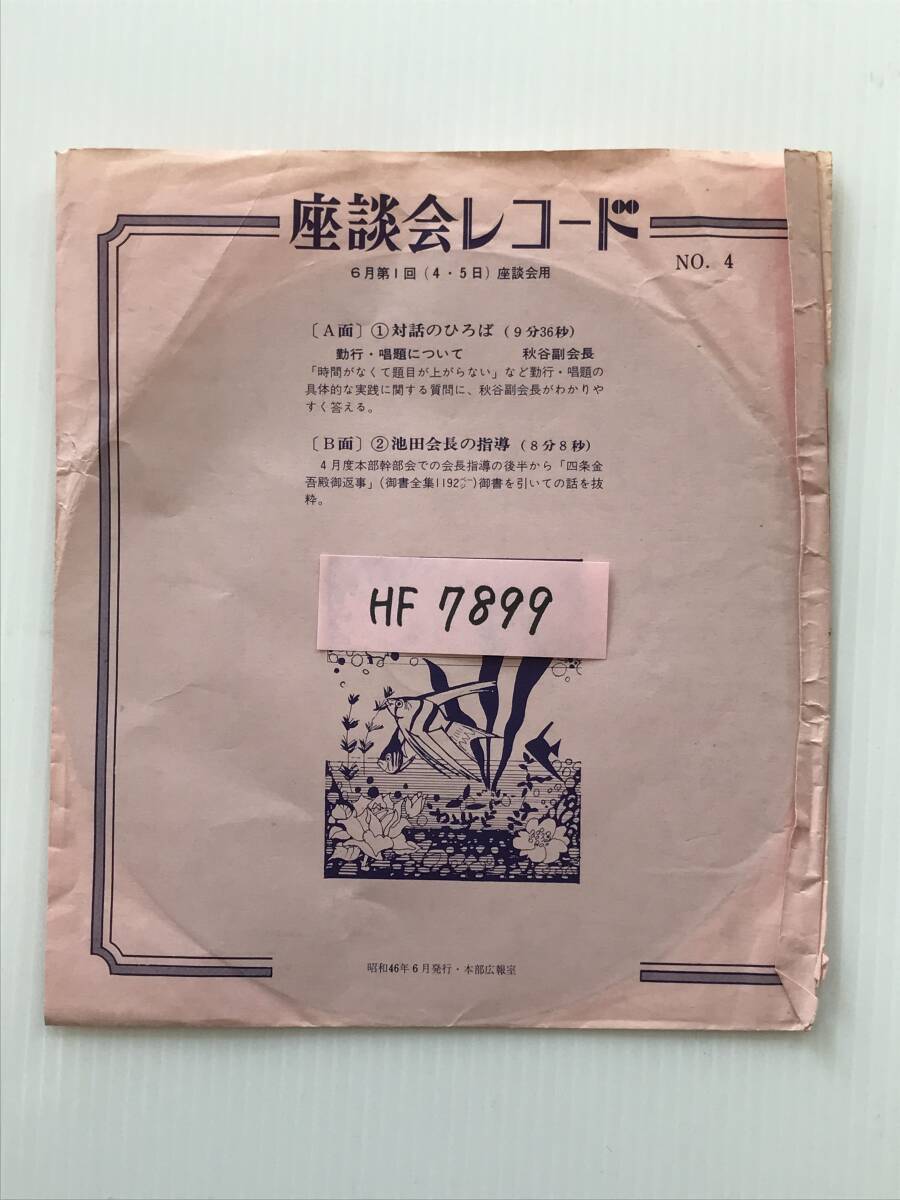 座談会レコード
NO. 4
6月第1回(4・5日)座談会用
〔A面〕①対話のひろば(9分36秒)
勤行・唱題について 秋谷副会長
「時間がなくて題目が上がらない」など勤行・唱題の
具体的な実践に関する質問に、秋谷副会長がわかりや
すく答える。
〔B面〕②池田会長の指導(8分8秒)
4月度本部幹部会での会長指導の後半から「四条金
吾殿御返事」(御書全集1192ページ)御書を引いての話を抜
粋。
HF 7899
昭和46年6月発行・本部広報室